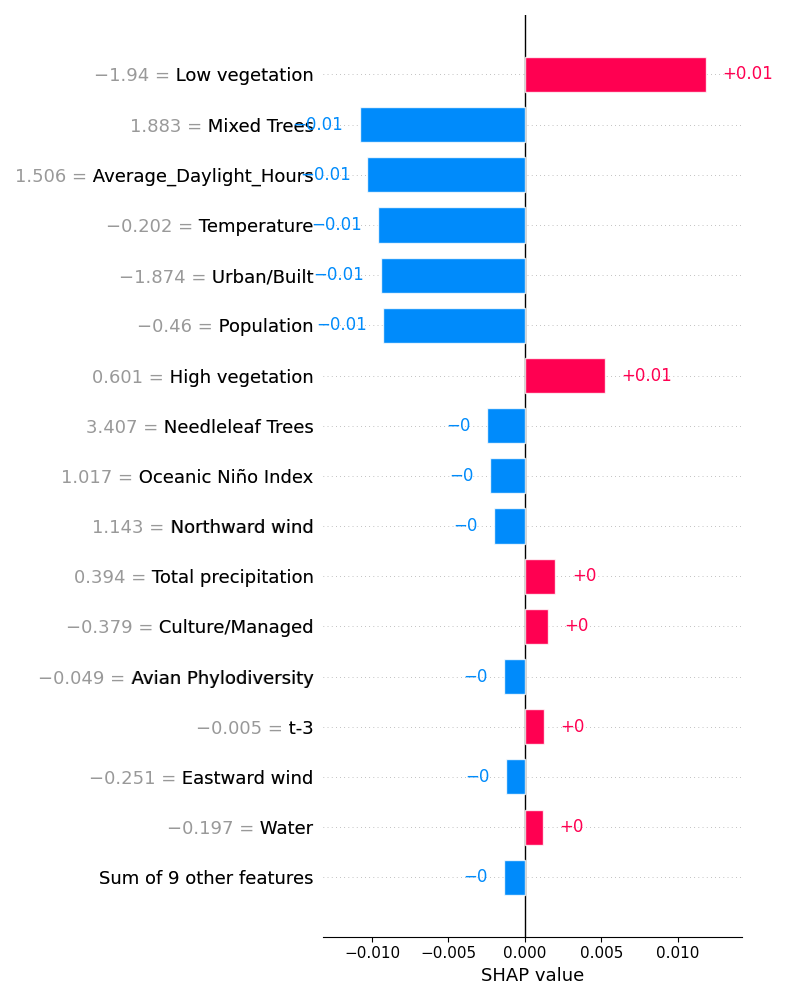 −1.94 = Low vegetation +0.01
1.883 = Mixed Trees −0.01
1.506 = Average_Daylight_Hours −0.01
−0.202 = Temperature −0.01
−1.874 = Urban/Built −0.01
−0.46 = Population −0.01
0.601 = High vegetation +0.01
3.407 = Needleleaf Trees −0
1.017 = Oceanic Niño Index −0
1.143 = Northward wind −0
0.394 = Total precipitation +0
−0.379 = Culture/Managed +0
−0.049 = Avian Phylodiversity −0
−0.005 = t-3 +0
−0.251 = Eastward wind −0
−0.197 = Water +0
Sum of 9 other features −0
−0.010 −0.005 0.000 0.005 0.010
SHAP value